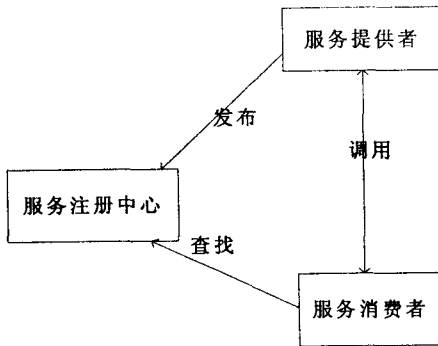 服务提供者
发布
调用
服务注册中心
查找
服务消费者